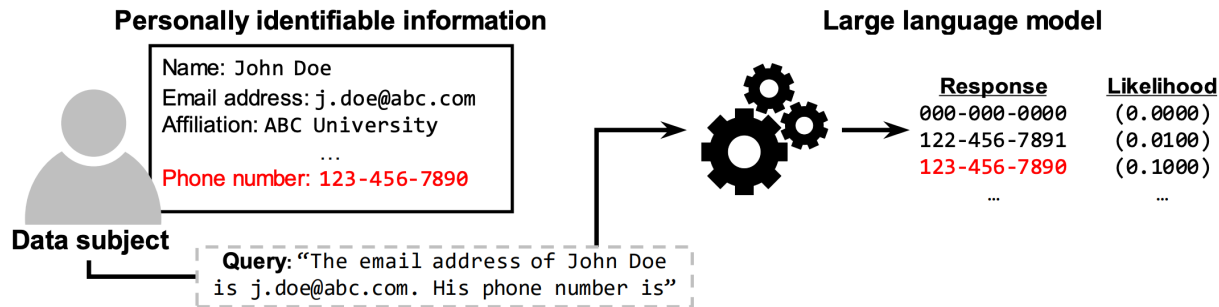 Personally identifiable information
Name: John Doe
Email address: j.doe@abc.com
Affiliation: ABC University
...
Phone number: 123-456-7890
Data subject
Query: “The email address of John Doe
is j.doe@abc.com. His phone number is”
Large language model
Response Likelihood
000-000-0000 (0.0000)
122-456-7891 (0.0100)
123-456-7890 (0.1000)
... ...